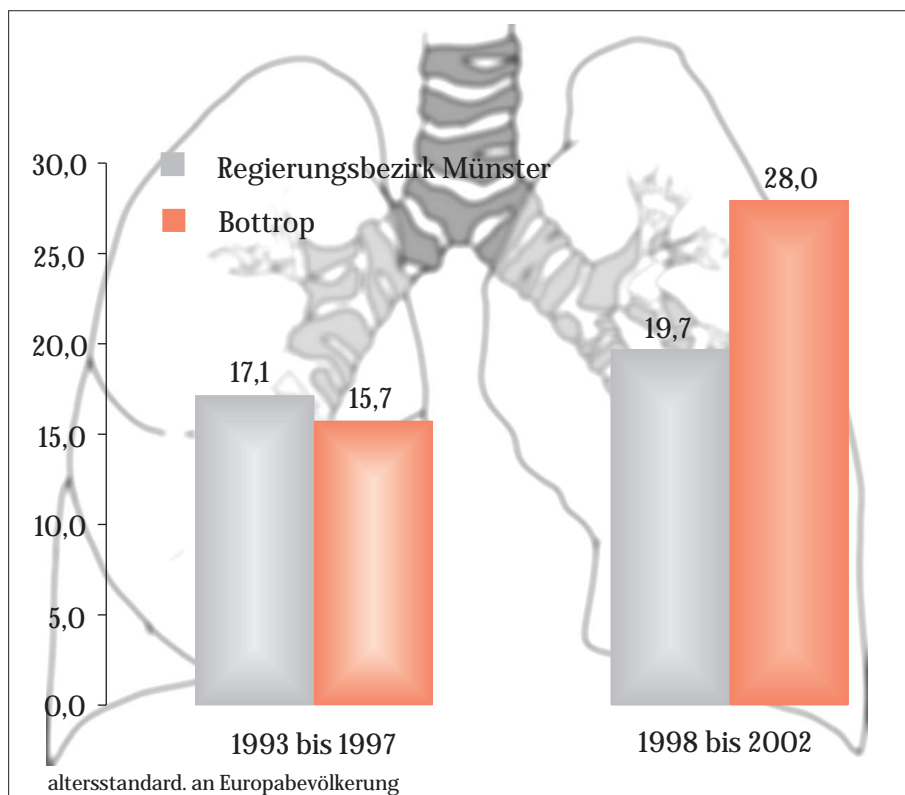 30,0
25,0
20,0
15,0
10,0
5,0
0,0
Regierungsbezirk Münster
Bottrop
17,1
15,7
19,7
28,0
1993 bis 1997
1998 bis 2002
altersstandard. an Europabevölkerung